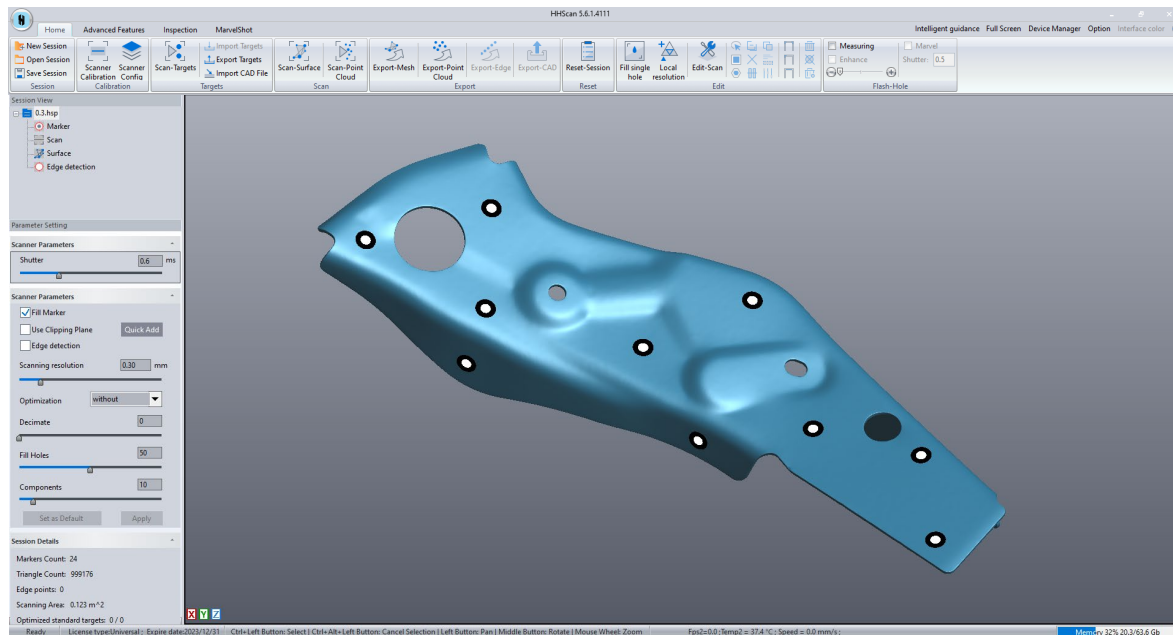 HHScan 5.6.1.4111
Home Advanced Features Inspection MarvelShot
Intelligent guidance Full Screen Device Manager Option Interface color
New Session
Open Session
Save Session
Session
Scanner Calibration
Scanner Config
Calibration
Scan-Targets
Import Targets
Export Targets
Import CAD File
Targets
Scan-Surface
Scan-Point Cloud
Scan
Export-Mesh
Export-Point Cloud
Export-Edge
Export-CAD
Export
Reset-Session
Reset
Fill single hole
Local resolution
Edit-Scan
Edit
Measuring
Enhance
Marvel
Shutter: 0.5
Flash-Hole
Session View
0.3.hsp
Marker
Scan
Surface
Edge detection
Parameter Setting
Scanner Parameters
Shutter 0.6 ms
Scanner Parameters
Fill Marker
Use Clipping Plane Quick Add
Edge detection
Scanning resolution 0.30 mm
Optimization without
Decimate 0
Fill Holes 50
Components 10
Set as Default Apply
Session Details
Markers Count: 24
Triangle Count: 999176
Edge points: 0
Scanning Area: 0.123 m^2
Optimized standard targets: 0 / 0
X Y Z
Ready License type:Universal ; Expire date:2023/12/31 Ctrl+Left Button: Select | Ctrl+Alt+Left Button: Cancel Selection | Left Button: Pan | Middle Button: Rotate | Mouse Wheel: Zoom Fps2=0.0 ;Temp2 = 37.4 °C ; Speed = 0.0 mm/s ; Memory 32% 20.3/63.6 Gb